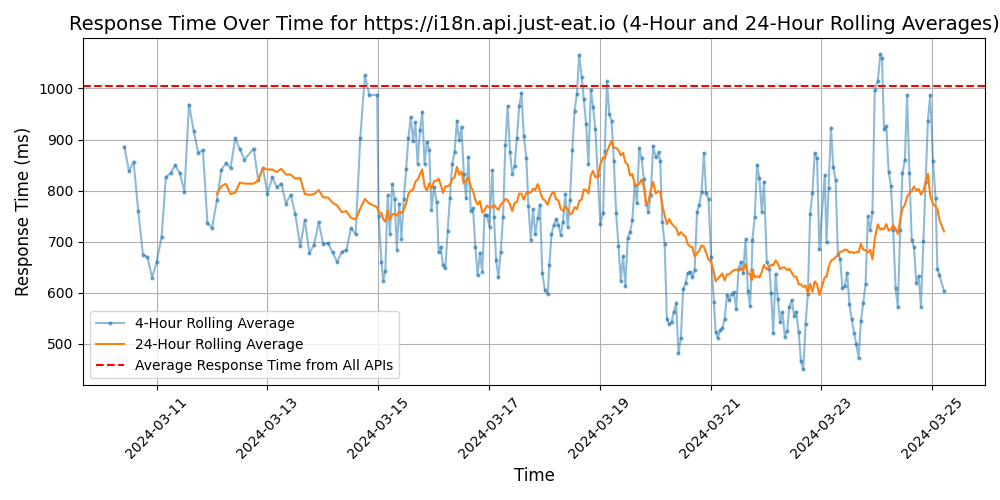 Response Time Over Time for https://i18n.api.just-eat.io (4-Hour and 24-Hour Rolling Averages)
Response Time (ms)
1000
900
800
700
600
500
4-Hour Rolling Average
24-Hour Rolling Average
Average Response Time from All APIs
2024-03-11
2024-03-13
2024-03-15
2024-03-17
2024-03-19
2024-03-21
2024-03-23
2024-03-25
Time